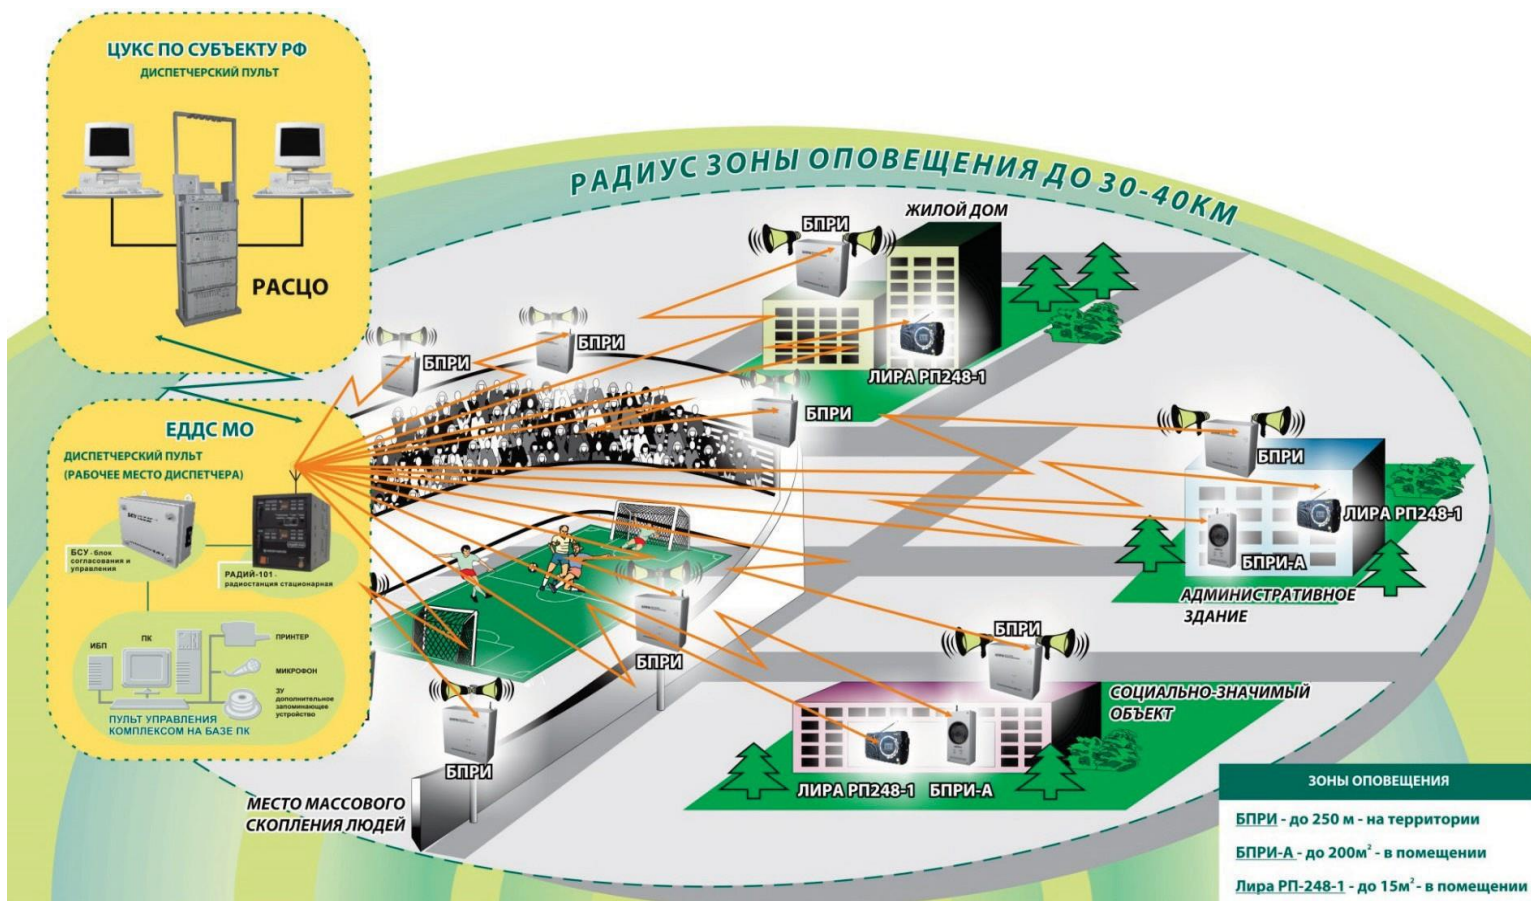 ЦУКС ПО СУБЪЕКТУ РФ
ДИСПЕТЧЕРСКИЙ ПУЛЬТ
РАСЦО
РАДИУС ЗОНЫ ОПОВЕЩЕНИЯ ДО 30-40КМ
ЖИЛОЙ ДОМ
БПРИ
БПРИ
БПРИ
ЛИРА РП248-1
БПРИ
ЕДДС МО
ДИСПЕТЧЕРСКИЙ ПУЛЬТ
(РАБОЧЕЕ МЕСТО ДИСПЕТЧЕРА)
БСУ - блок
согласования и
управления
РАДИЙ-101 -
радиостанция стационарная
ИБП
ПК
ПРИНТЕР
МИКРОФОН
ЗУ
дополнительное
запоминающее
устройство
ПУЛЬТ УПРАВЛЕНИЯ
КОМПЛЕКСОМ НА БАЗЕ ПК
БПРИ
ЛИРА РП248-1
БПРИ-А
АДМИНИСТРАТИВНОЕ
ЗДАНИЕ
БПРИ
БПРИ
СОЦИАЛЬНО-ЗНАЧИМЫЙ
ОБЪЕКТ
БПРИ
ЛИРА РП248-1
БПРИ-А
МЕСТО МАССОВОГО
СКОПЛЕНИЯ ЛЮДЕЙ
ЗОНЫ ОПОВЕЩЕНИЯ
БПРИ - до 250 м - на территории
БПРИ-А - до 200м² - в помещении
Лира РП-248-1 - до 15м² - в помещении